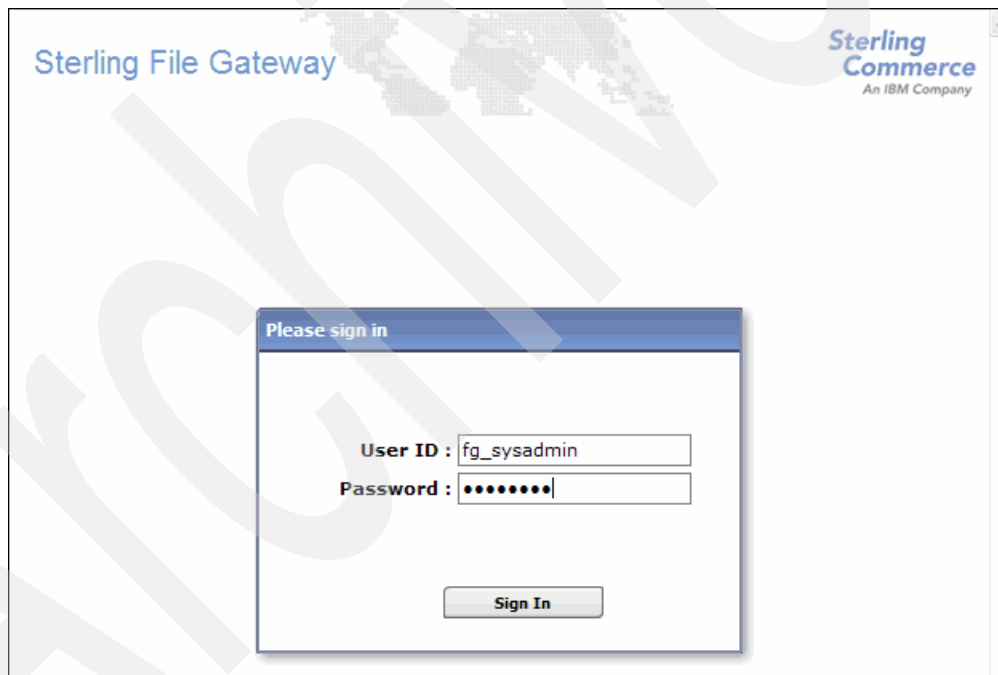 Sterling File Gateway
Sterling
Commerce
An IBM Company
Please sign in
User ID : fg_sysadmin
Password : ••••••••
Sign In